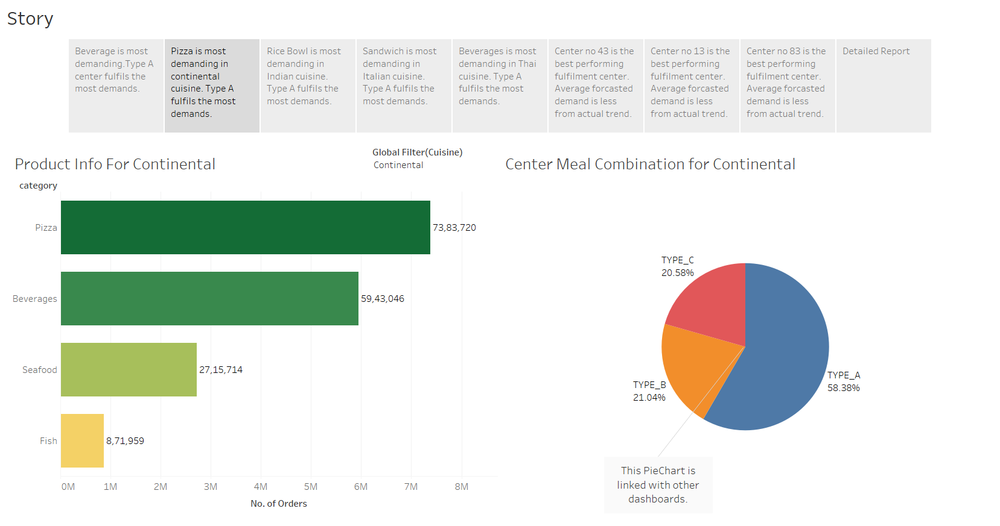 Story
Beverage is most
demanding.Type A
center fulfils the
most demands.
Pizza is most
demanding in
continental
cuisine. Type A
fulfils the most
demands.
Rice Bowl is most
demanding in
Indian cuisine.
Type A fulfils the
most demands.
Sandwich is most
demanding in
Italian cuisine.
Type A fulfils the
most demands.
Beverages is most
demanding in Thai
cuisine. Type A
fulfils the most
demands.
Center no 43 is the
best performing
fulfilment center.
Average forcasted
demand is less
from actual trend.
Center no 13 is the
best performing
fulfilment center.
Average forcasted
demand is less
from actual trend.
Center no 83 is the
best performing
fulfilment center.
Average forcasted
demand is less
from actual trend.
Detailed Report
Product Info For Continental
Global Filter(Cuisine)
Continental
category
Pizza
73,83,720
Beverages
59,43,046
Seafood
27,15,714
Fish
8,71,959
0M 1M 2M 3M 4M 5M 6M 7M 8M
No. of Orders
Center Meal Combination for Continental
TYPE_C
20.58%
TYPE_A
58.38%
TYPE_B
21.04%
This PieChart is
linked with other
dashboards.